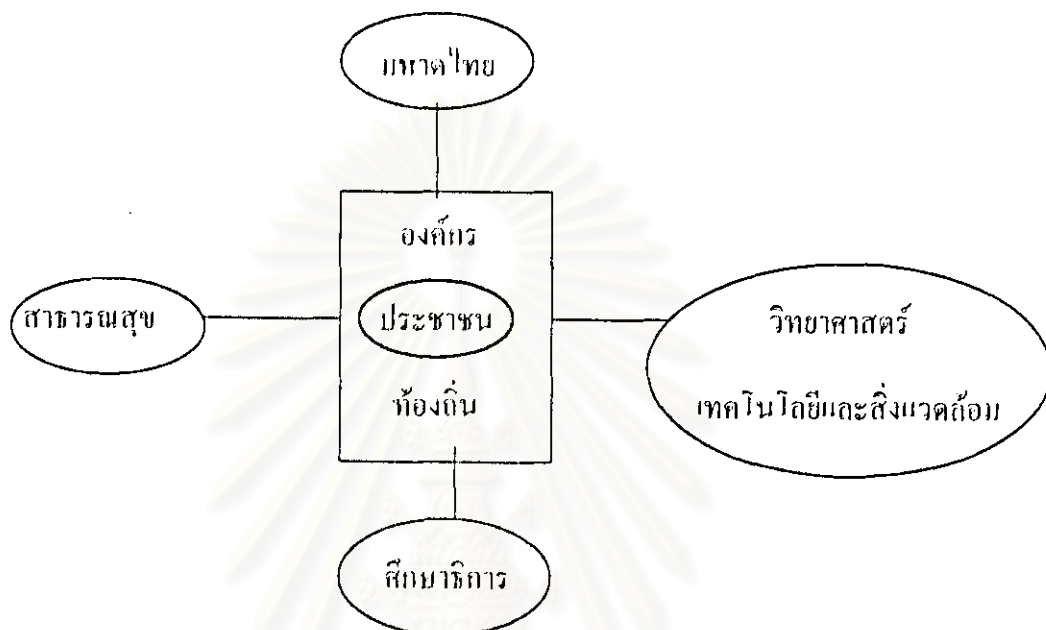 มหาดไทย
องค์กร
สาธารณสุข
ประชาชน
วิทยาศาสตร์
ท้องถิ่น
เทคโนโลยีและสิ่งแวดล้อม
ศึกษาธิการ